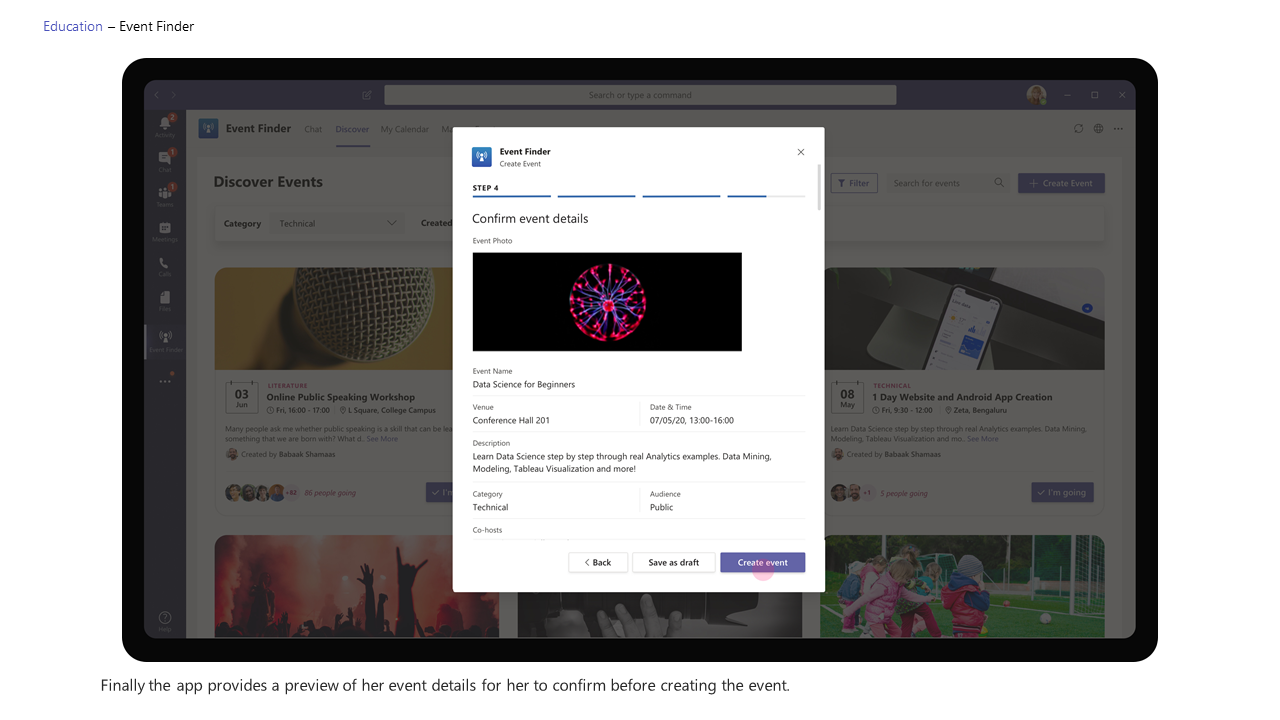 Education – Event Finder
Search or type a command
Activity
2
Chat
1
Teams
1
Meetings
Calls
Files
Event Finder
Help
Event Finder
Chat
Discover
My Calendar
Discover Events
Filter
Search for events
Create Event
Category
Technical
Created
03
Jun
LITERATURE
Online Public Speaking Workshop
Fri, 16:00 - 17:00
L Square, College Campus
Many people ask me whether public speaking is a skill that can be lea
something that we are born with? What d.. See More
Created by Babaak Shamaas
+82
86 people going
08
May
TECHNICAL
1 Day Website and Android App Creation
Fri, 9:30 - 12:00
Zeta, Bengaluru
Learn Data Science step by step through real Analytics examples. Data Mining,
Modeling, Tableau Visualization and mo.. See More
Created by Babaak Shamaas
+1
5 people going
I'm going
Event Finder
Create Event
STEP 4
Confirm event details
Event Photo
Event Name
Data Science for Beginners
Venue
Conference Hall 201
Date & Time
07/05/20, 13:00-16:00
Description
Learn Data Science step by step through real Analytics examples. Data Mining,
Modeling, Tableau Visualization and more!
Category
Technical
Audience
Public
Co-hosts
Back
Save as draft
Create event
Finally the app provides a preview of her event details for her to confirm before creating the event.